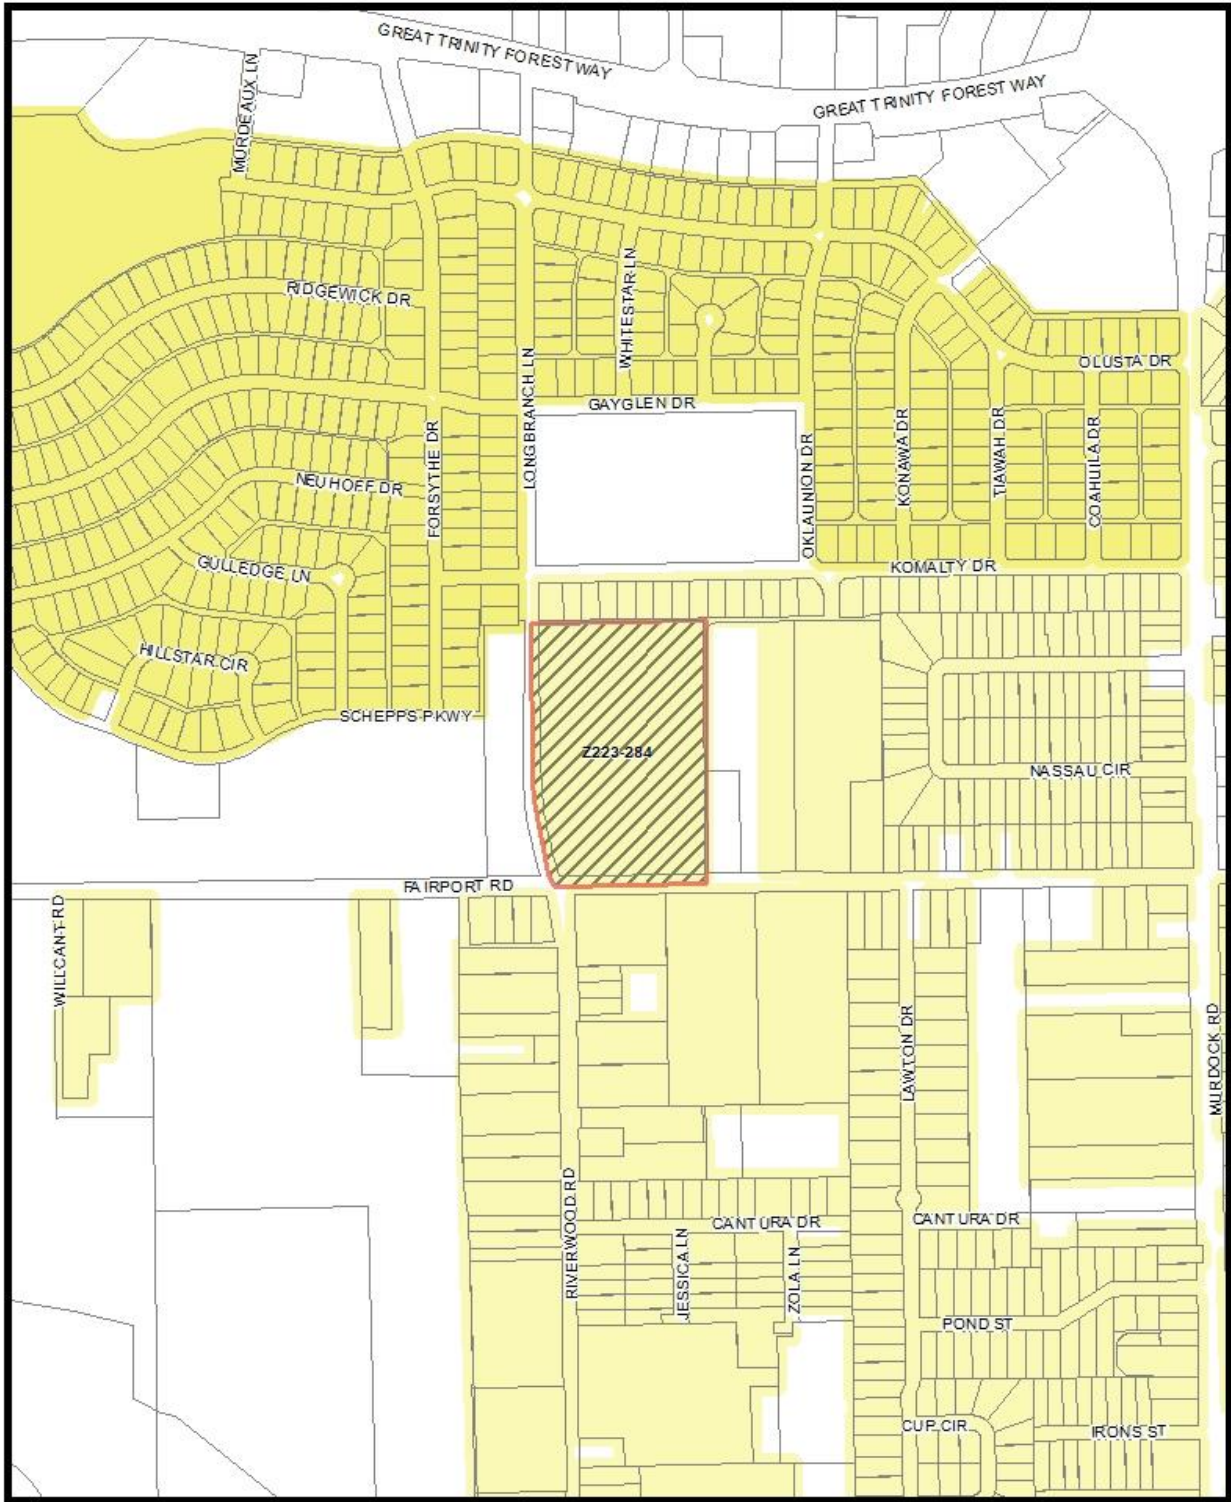 GREAT TRINITY FOREST WAY
GREAT TRINITY FOREST WAY
MURDEAUX LN
WHITESTAR LN
RIDGEWICK DR
LONGBRANCH LN
OLUSTA DR
GAYGLEN DR
FORSYTHE DR
OKLAUNION DR
KONAWA DR
TIAWAH DR
COAHUILA DR
NEUHOFF DR
GULLEDGE LN
KOMALTY DR
HILLSTAR CIR
SCHEPPS PKWY
Z223-284
NASSAU CIR
FAIRPORT RD
WILLCANT RD
LAWTON DR
MURDOCK RD
RIVERWOOD RD
CANTURA DR
CANTURA DR
JESSICA LN
ZOLA LN
POND ST
CUP CIR
IRONS ST